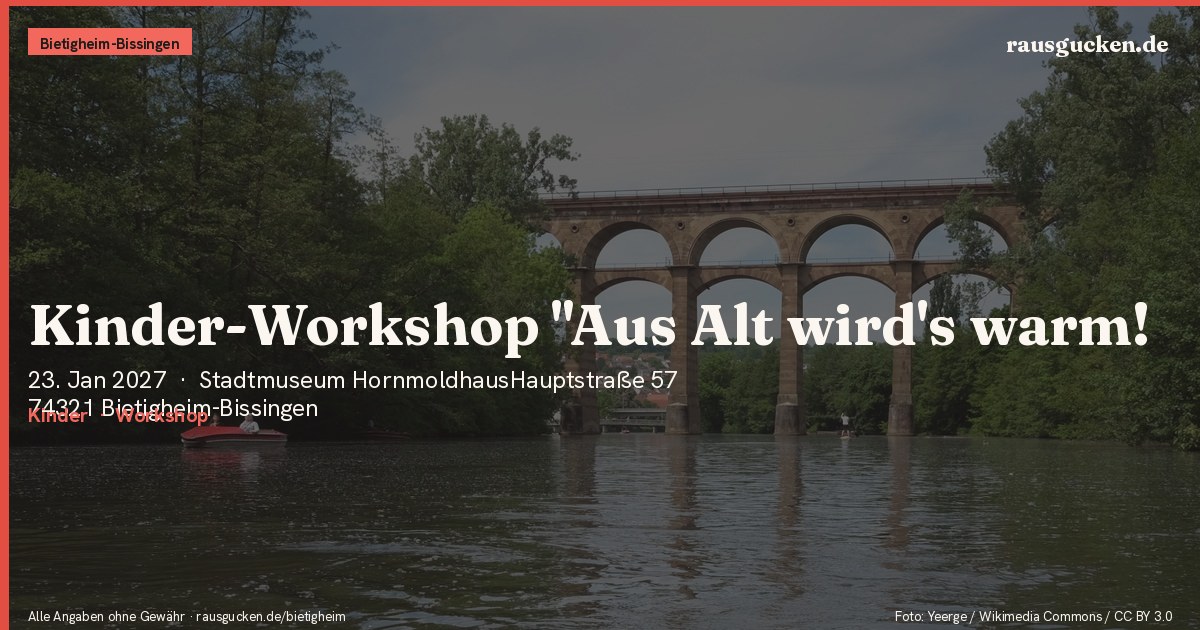 Bietigheim-Bissingen
rausgucken.de
Kinder-Workshop "Aus Alt wird's warm!
23. Jan 2027 · Stadtmuseum HornmoldhausHauptstraße 57
74321 Bietigheim-Bissingen
Kinder Workshop
Alle Angaben ohne Gewähr · rausgucken.de/bietigheim
Foto: Yeerge / Wikimedia Commons / CC BY 3.0